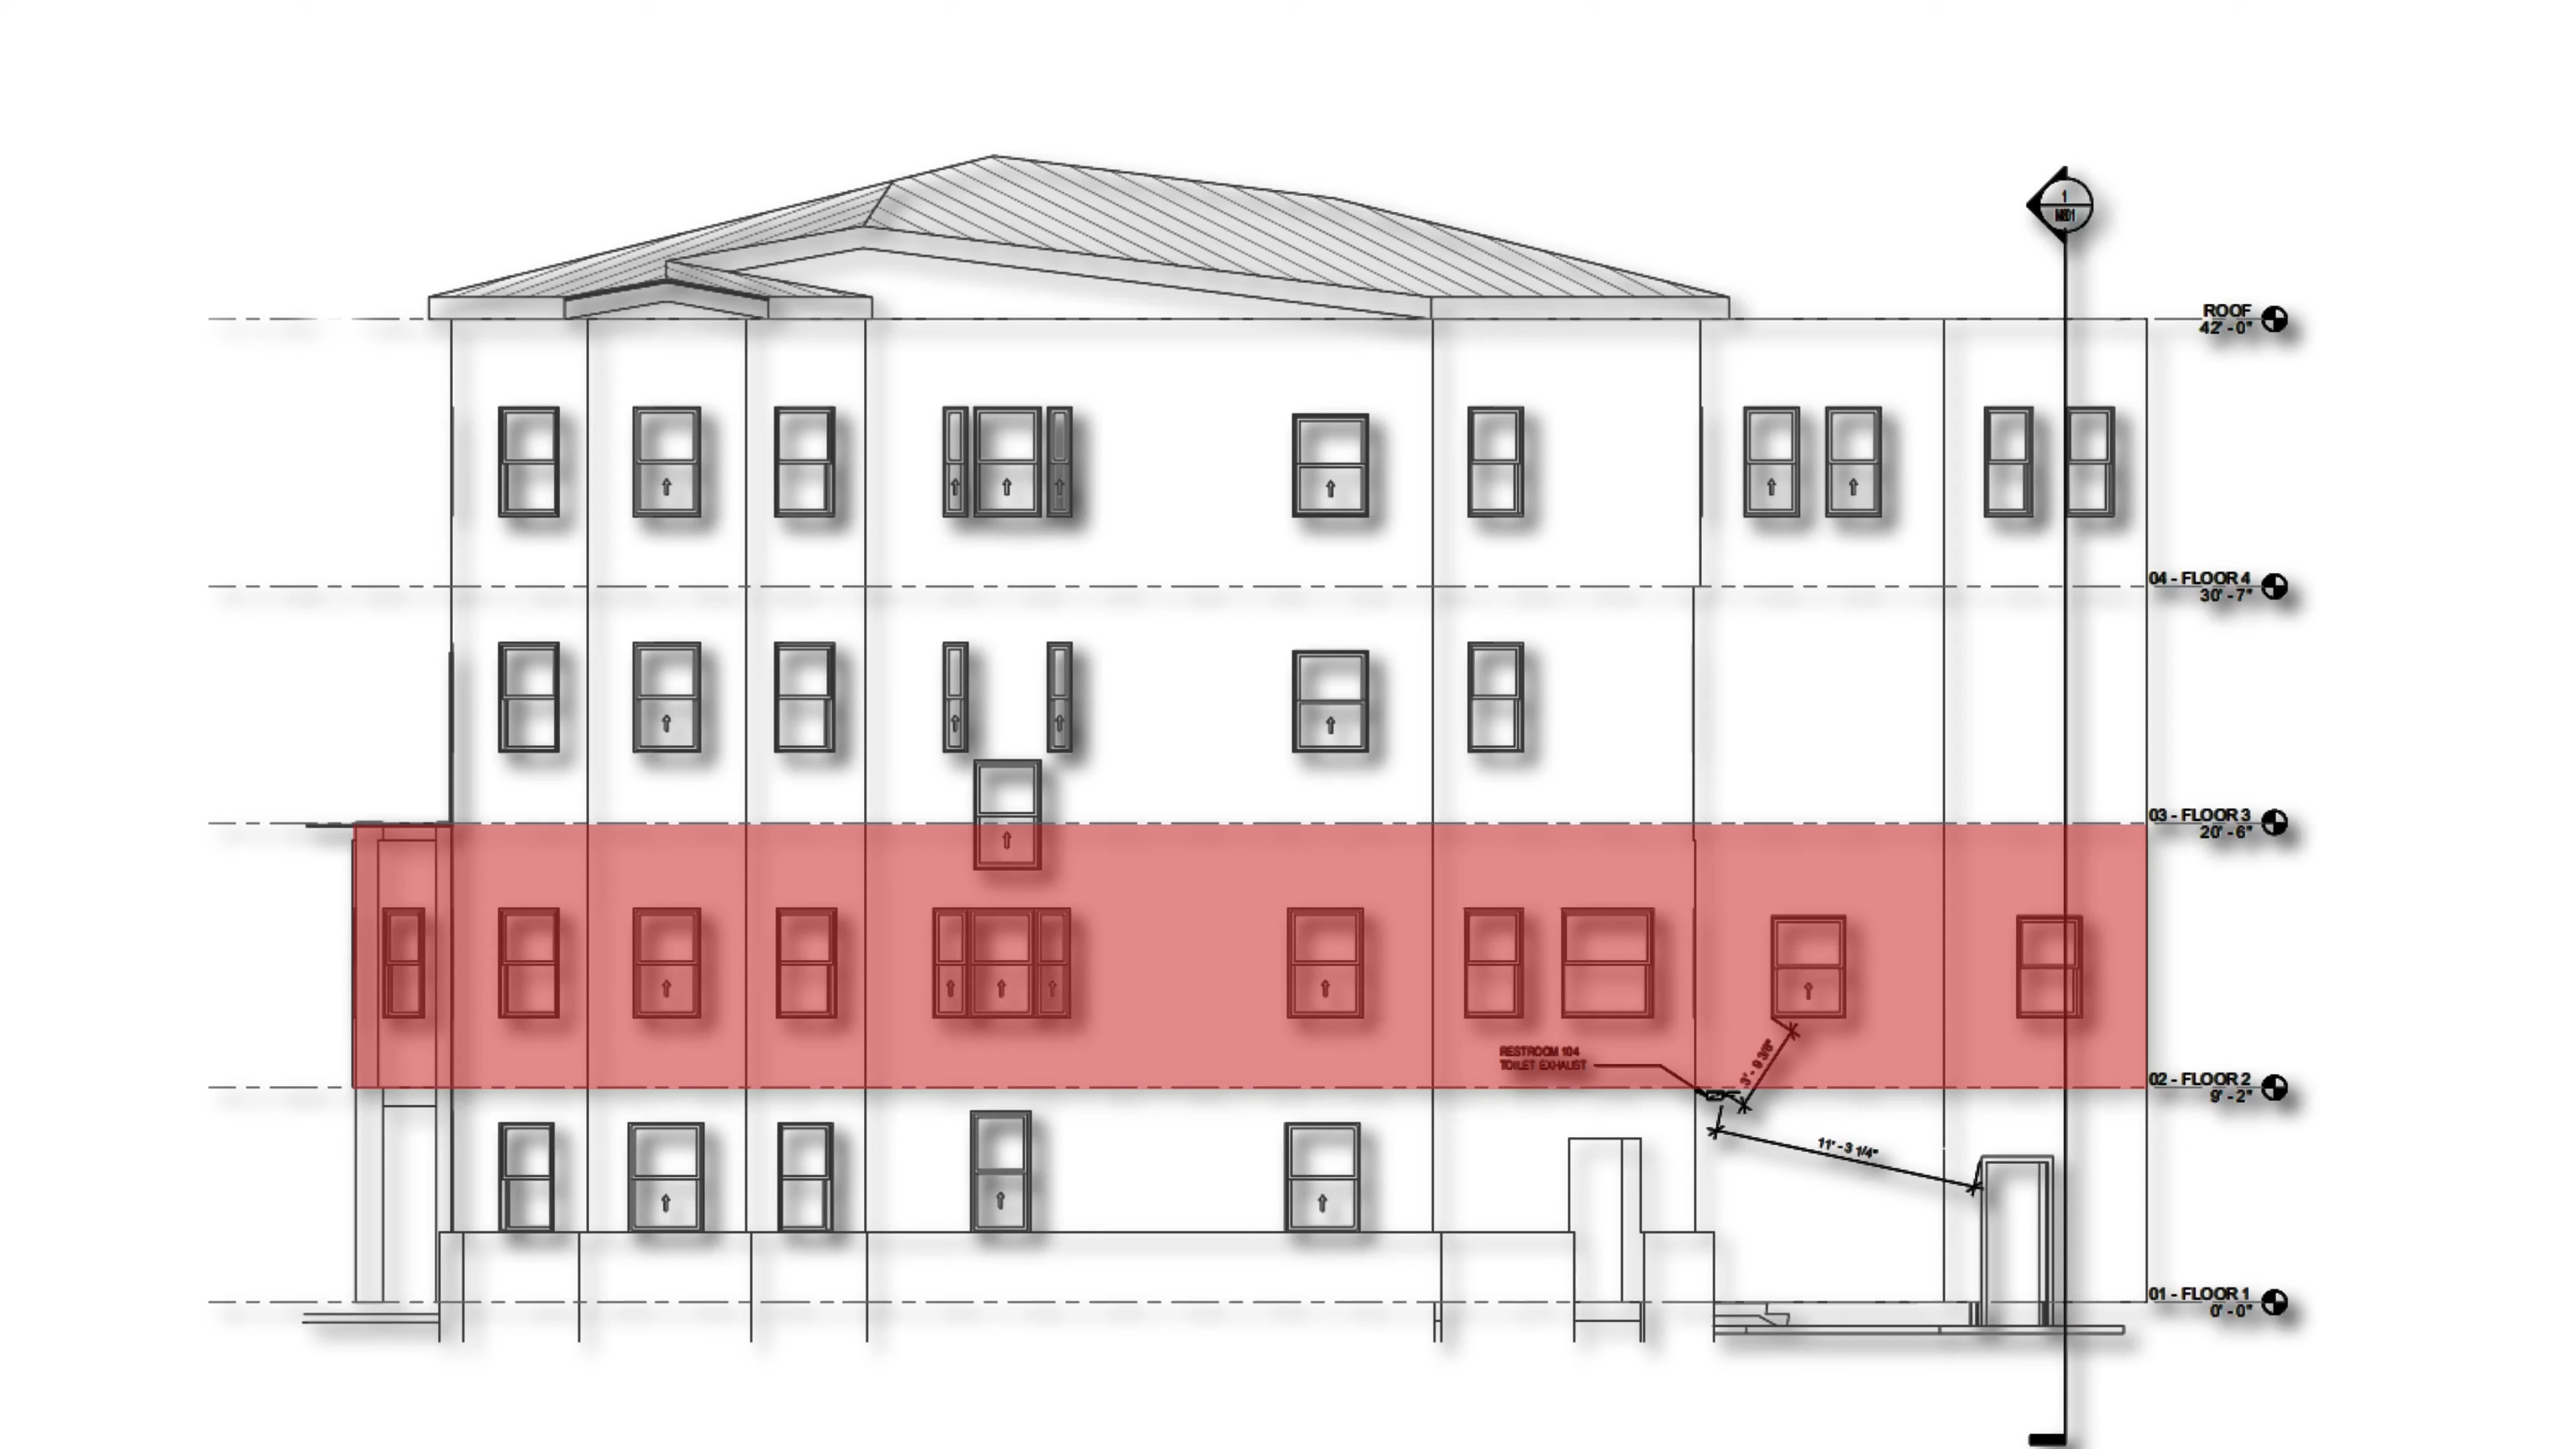 1
M801
ROOF
42' - 0"
04 - FLOOR 4
30' - 7"
03 - FLOOR 3
20' - 6"
RESTROOM 104
TOILET EXHAUST
3' - 9 3/8"
02 - FLOOR 2
9' - 2"
11' - 3 1/4"
01 - FLOOR 1
0' - 0"